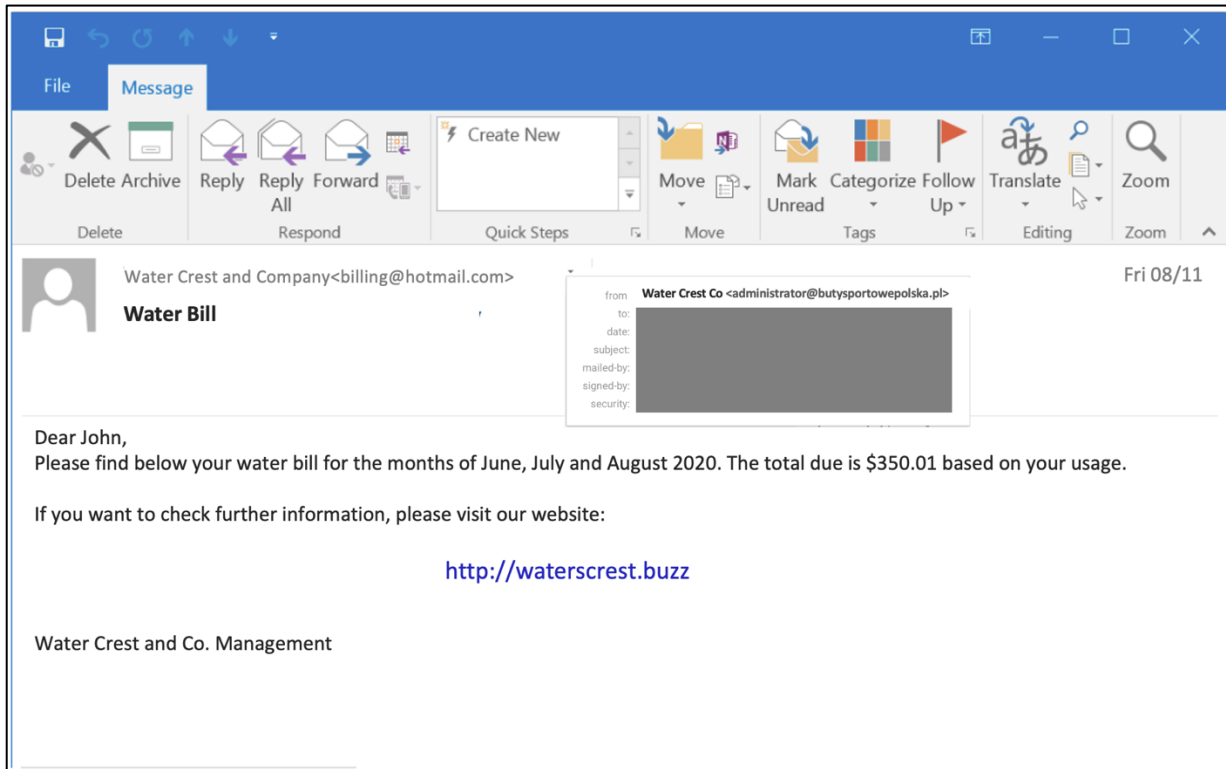 File Message
Delete Archive Reply Reply All Forward Create New Move Mark Unread Categorize Follow Up Translate Zoom
Delete Respond Quick Steps Move Tags Editing Zoom
Water Crest and Company<billing@hotmail.com>
Fri 08/11
Water Bill
from Water Crest Co <administrator@butysportowepolska.pl>
to:
date:
subject:
mailed-by:
signed-by:
security:
Dear John,
Please find below your water bill for the months of June, July and August 2020. The total due is $350.01 based on your usage.
If you want to check further information, please visit our website:
http://waterscrest.buzz
Water Crest and Co. Management